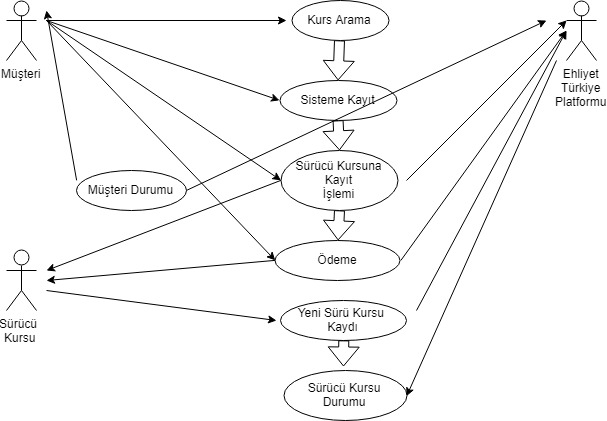 Kurs Arama
Müşteri
Ehliyet
Türkiye
Platformu
Sisteme Kayıt
Sürücü Kursuna
Kayıt
İşlemi
Müşteri Durumu
Ödeme
Sürücü
Kursu
Yeni Sürü Kursu
Kaydı
Sürücü Kursu
Durumu